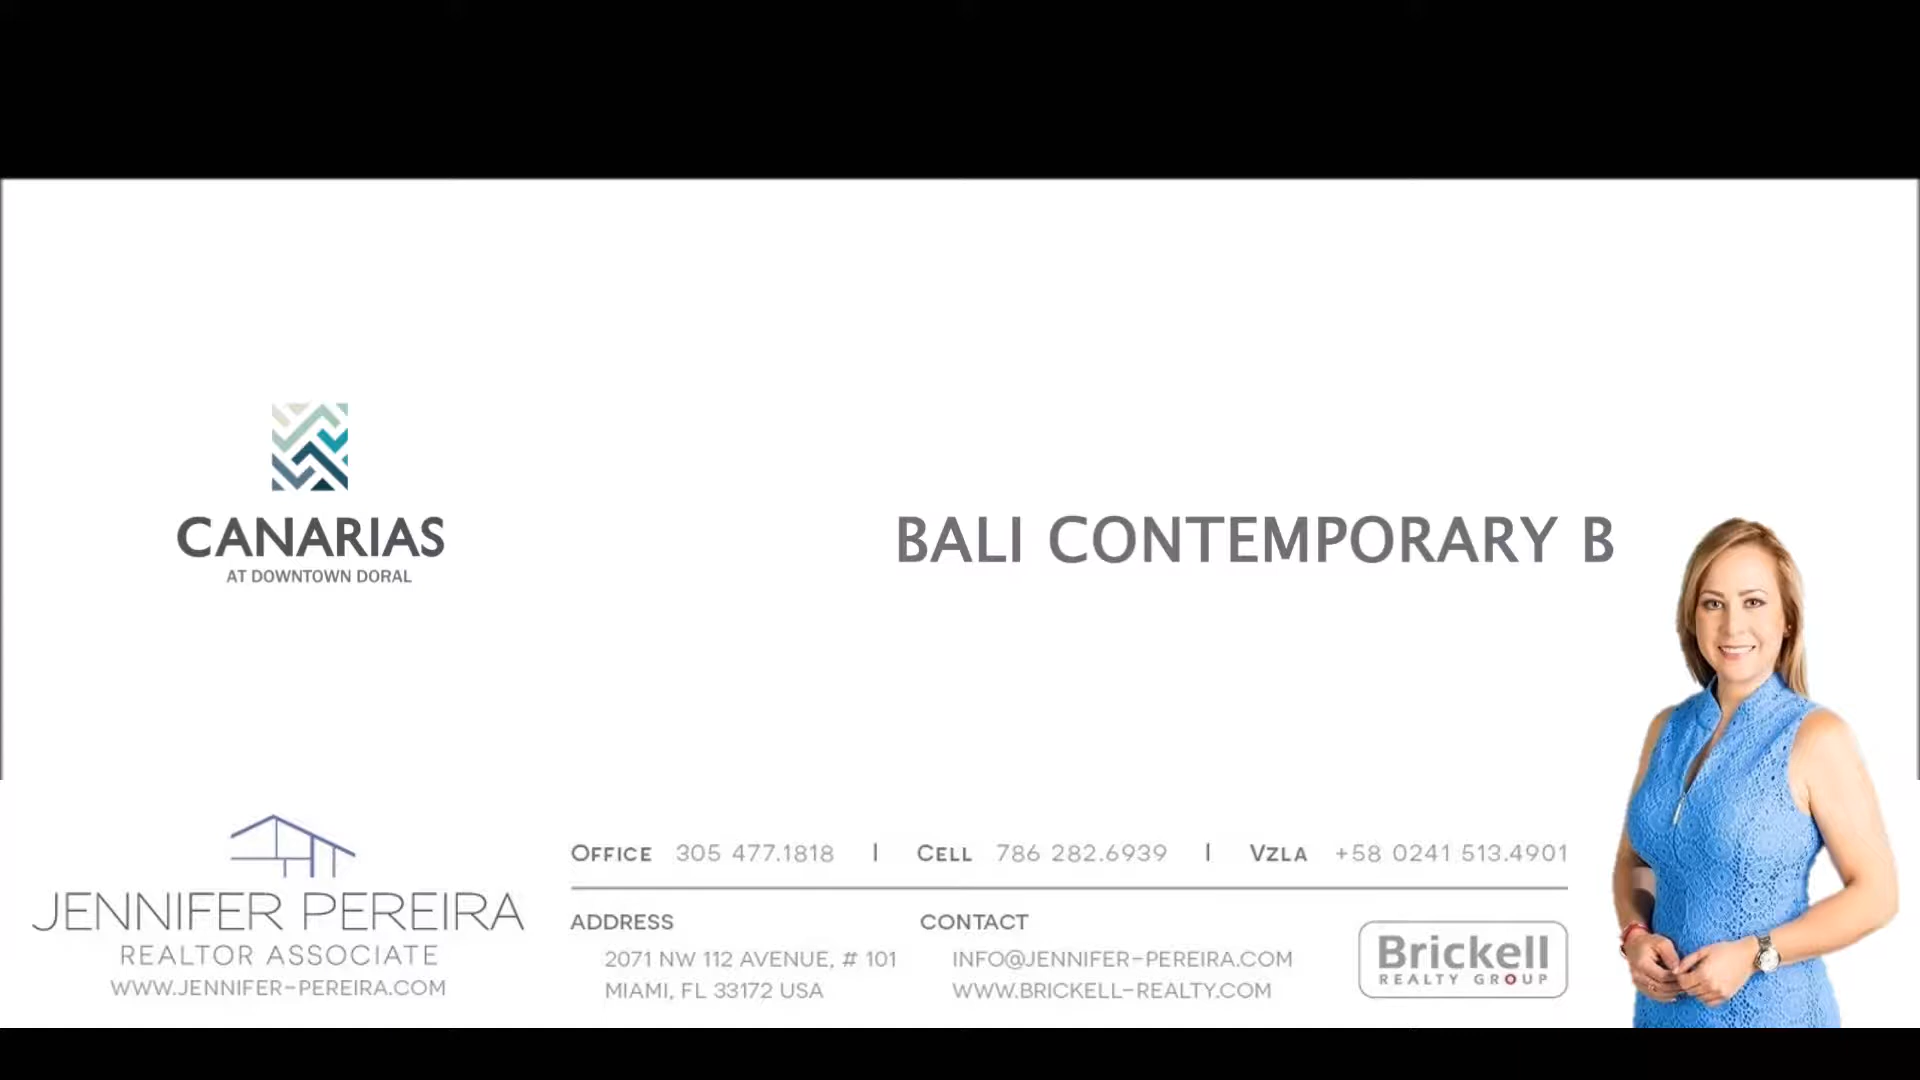 CANARIAS
AT DOWNTOWN DORAL
BALI CONTEMPORARY B
JENNIFER PEREIRA
REALTOR ASSOCIATE
WWW.JENNIFER-PEREIRA.COM
OFFICE 305 477.1818 | CELL 786 282.6939 | VZLA +58 0241 513.4901
ADDRESS
2071 NW 112 AVENUE, # 101
MIAMI, FL 33172 USA
CONTACT
INFO@JENNIFER-PEREIRA.COM
WWW.BRICKELL-REALTY.COM
Brickell
REALTY GROUP